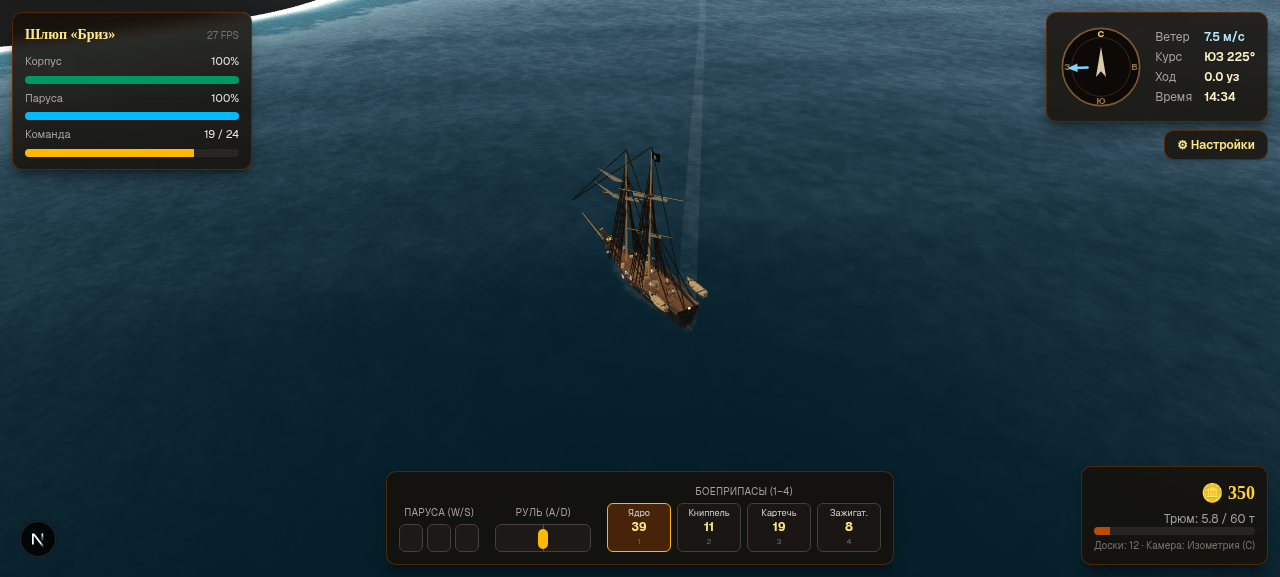 Шлюп «Бриз» 27 FPS
Корпус 100%
Паруса 100%
Команда 19 / 24
С
З В
Ю
Ветер 7.5 м/с
Курс ЮЗ 225°
Ход 0.0 уз
Время 14:34
⚙ Настройки
БОЕПРИПАСЫ (1–4)
ПАРУСА (W/S) РУЛЬ (A/D)
Ядро Книппель Картечь Зажигат.
39 11 19 8
1 2 3 4
N
350
Трюм: 5.8 / 60 т
Доски: 12 · Камера: Изометрия (C)